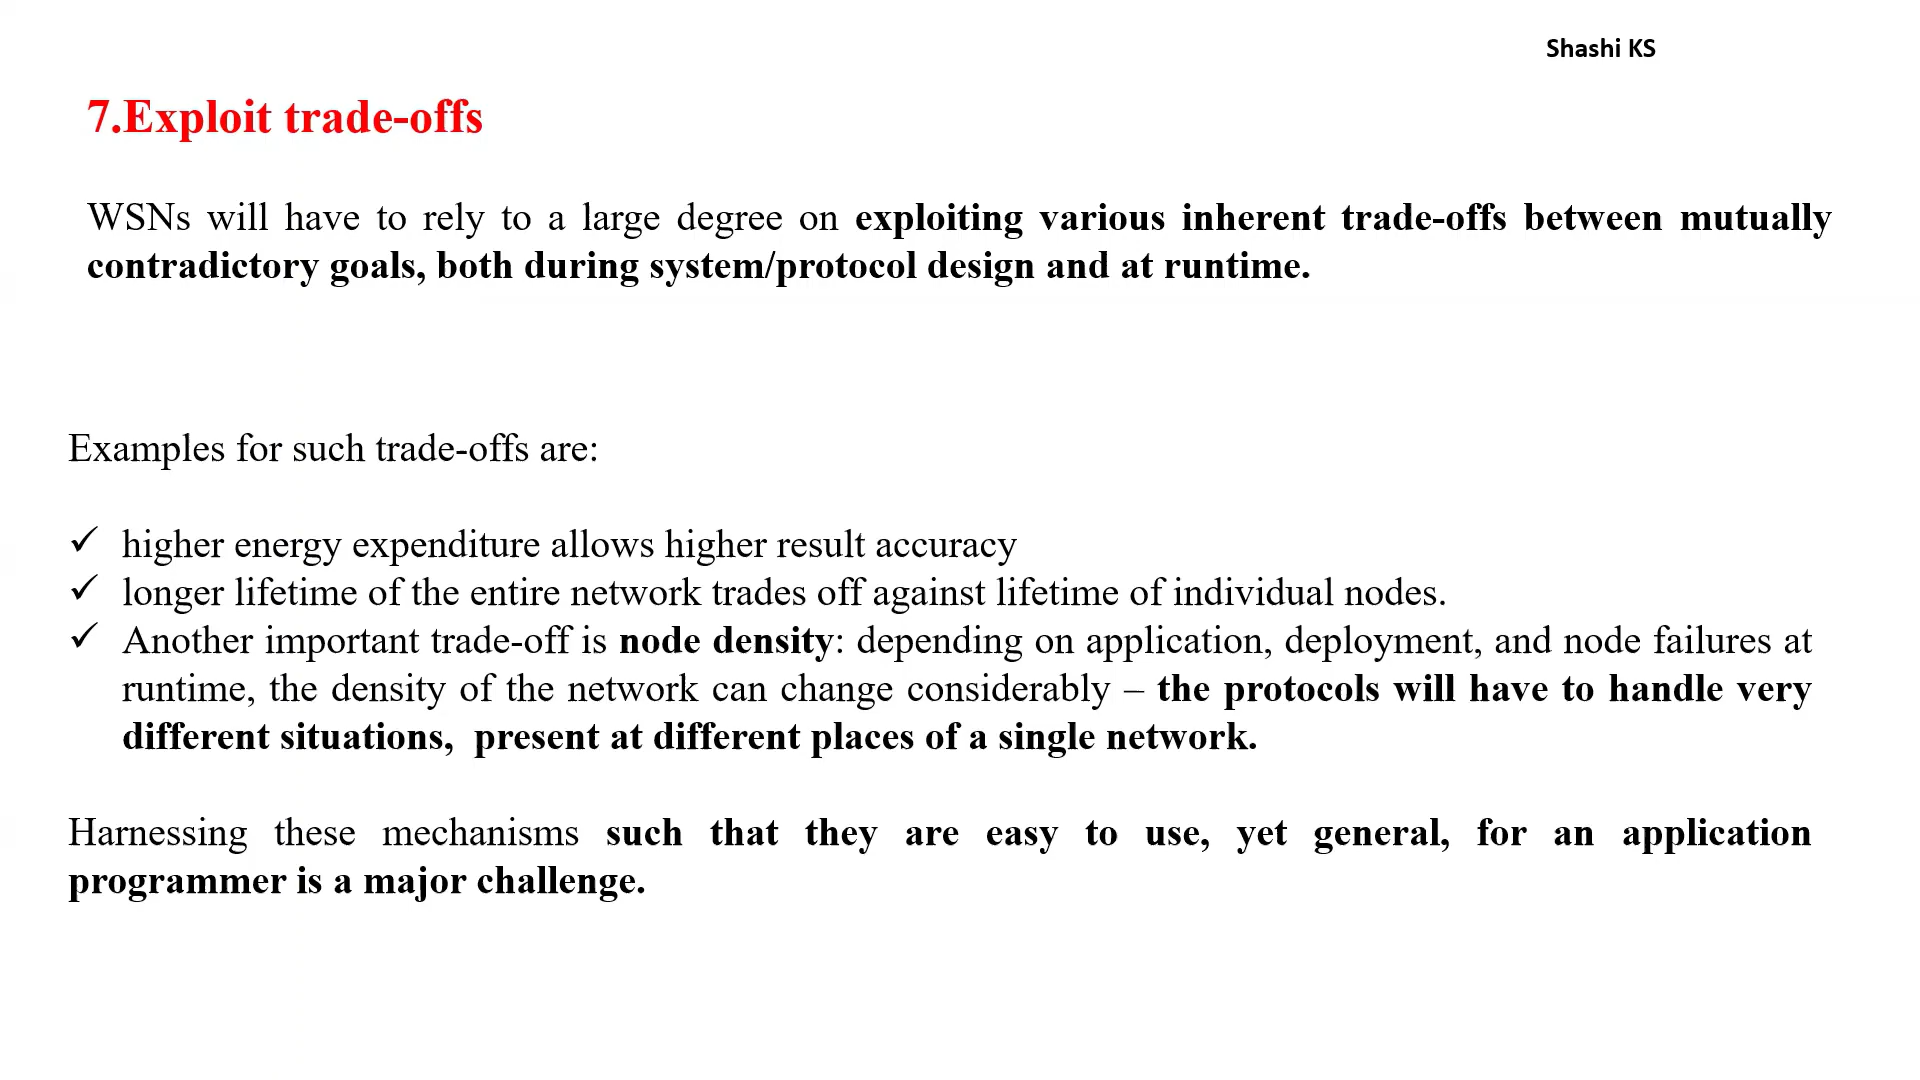 Shashi KS
7.Exploit trade-offs
WSNs will have to rely to a large degree on exploiting various inherent trade-offs between mutually
contradictory goals, both during system/protocol design and at runtime.
Examples for such trade-offs are:
✓ higher energy expenditure allows higher result accuracy
✓ longer lifetime of the entire network trades off against lifetime of individual nodes.
✓ Another important trade-off is node density: depending on application, deployment, and node failures at
runtime, the density of the network can change considerably – the protocols will have to handle very
different situations, present at different places of a single network.
Harnessing these mechanisms such that they are easy to use, yet general, for an application
programmer is a major challenge.